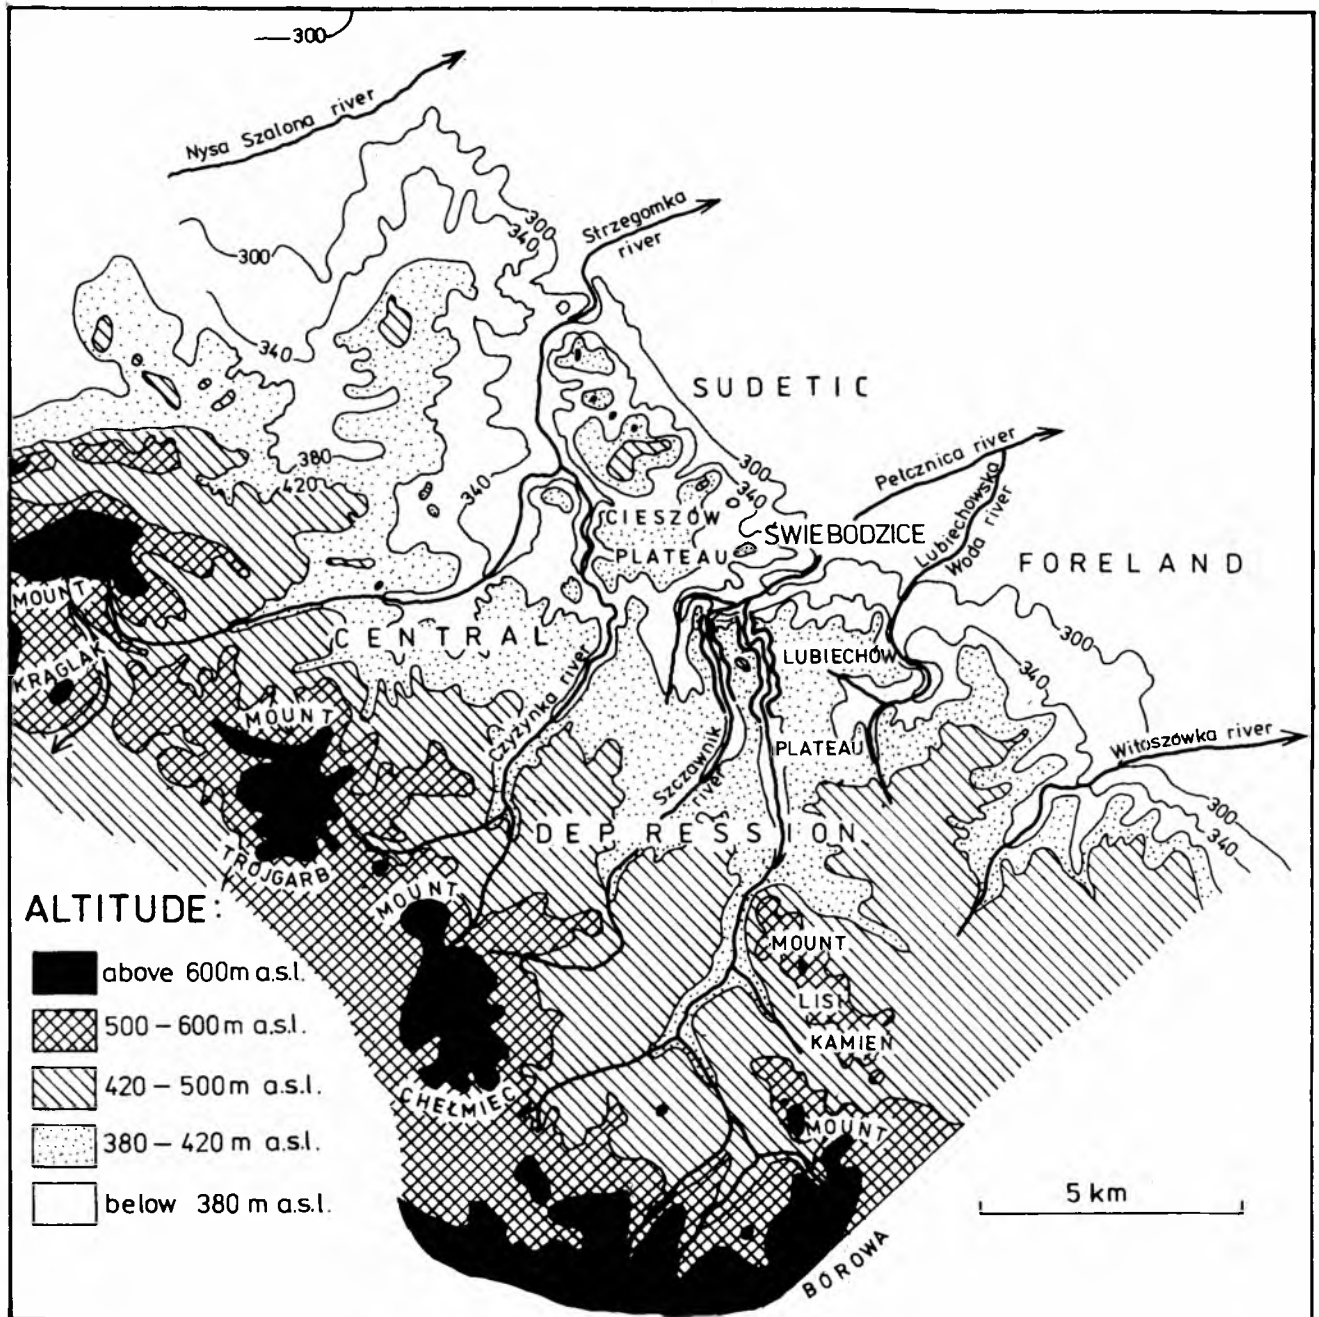 300
Nysa Szalona river
Strzegomka
river
300
340
300
340
SUDETIC
Pełcznica river
300
340
380
420
340
CIESZÓW
PLATEAU
ŚWIEBODZICE
Lubiechowska
Woda river
FORELAND
MOUNT
KRĄGLAK
CENTRAL
LUBIECHÓW
300
340
MOUNT
Czyżynka river
PLATEAU
Witoszówka river
Szczawnik
river
300
340
DEPRESSION
TRÓJGARB
MOUNT
ALTITUDE:
above 600m a.s.l.
500 – 600m a.s.l.
420 – 500m a.s.l.
380 – 420 m a.s.l.
below 380 m a.s.l.
MOUNT
LISI
KAMIEŃ
CHEŁMIEC
MOUNT
BOROWA
5 km